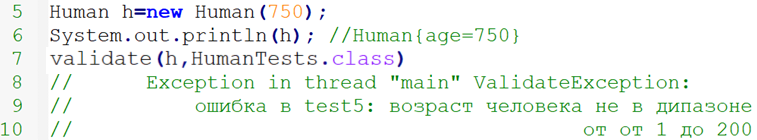 5 Human h=new Human(750);
6 System.out.println(h); //Human{age=750}
7 validate(h,HumanTests.class)
8 // Exception in thread "main" ValidateException:
9 // ошибка в test5: возраст человека не в дипазоне
10 // от от 1 до 200